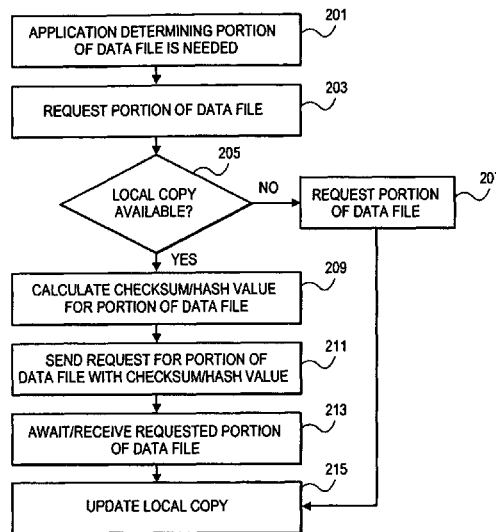 201
APPLICATION DETERMINING PORTION
OF DATA FILE IS NEEDED
203
REQUEST PORTION OF DATA FILE
205
LOCAL COPY
AVAILABLE?
NO
207
REQUEST PORTION
OF DATA FILE
YES
209
CALCULATE CHECKSUM/HASH VALUE
FOR PORTION OF DATA FILE
211
SEND REQUEST FOR PORTION OF
DATA FILE WITH CHECKSUM/HASH VALUE
213
AWAIT/RECEIVE REQUESTED PORTION
OF DATA FILE
215
UPDATE LOCAL COPY